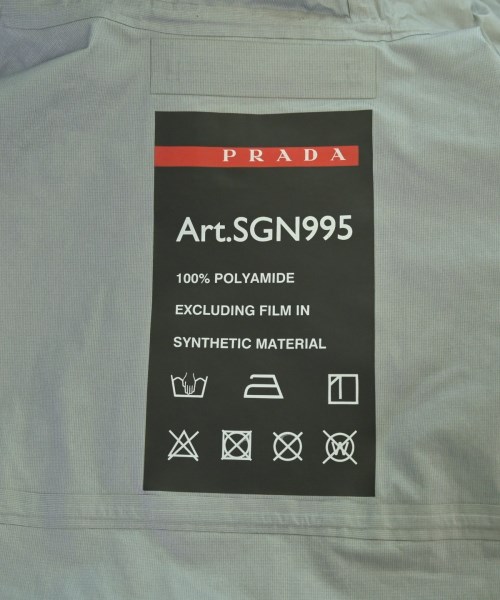 PRADA
Art.SGN995
100% POLYAMIDE
EXCLUDING FILM IN
SYNTHETIC MATERIAL
W